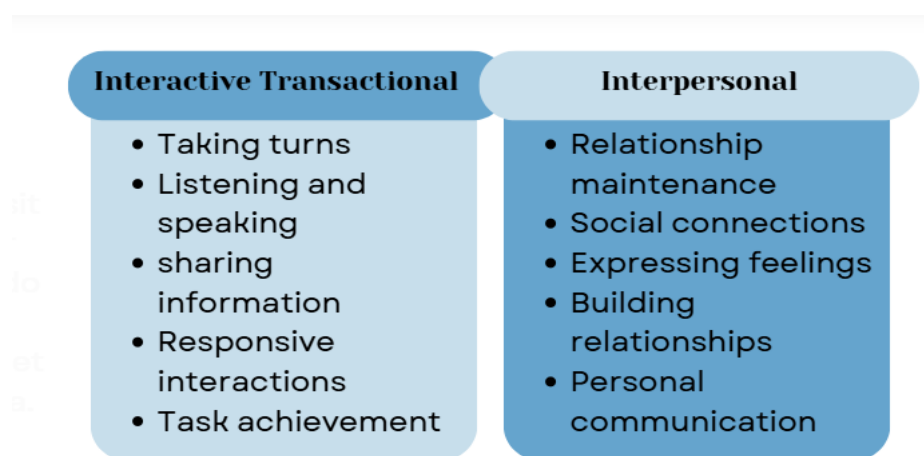 Interactive Transactional
• Taking turns
• Listening and
speaking
• sharing
information
• Responsive
interactions
• Task achievement
Interpersonal
• Relationship
maintenance
• Social connections
• Expressing feelings
• Building
relationships
• Personal
communication